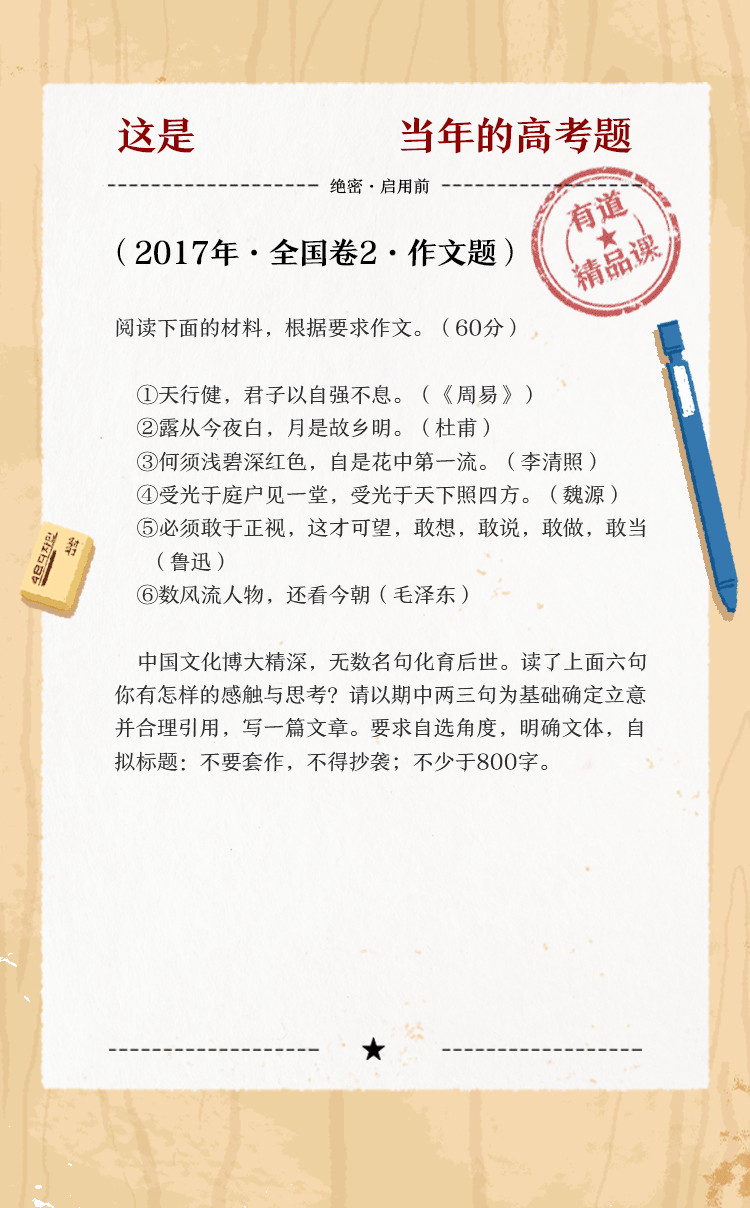 这是 当年的高考题
绝密·启用前
有道
精品课
（2017年·全国卷2·作文题）
阅读下面的材料，根据要求作文。（60分）
①天行健，君子以自强不息。（《周易》）
②露从今夜白，月是故乡明。（杜甫）
③何须浅碧深红色，自是花中第一流。（李清照）
④受光于庭户见一堂，受光于天下照四方。（魏源）
⑤必须敢于正视，这才可望，敢想，敢说，敢做，敢当
（鲁迅）
⑥数风流人物，还看今朝（毛泽东）
中国文化博大精深，无数名句化育后世。读了上面六句
你有怎样的感触与思考？请以期中两三句为基础确定立意
并合理引用，写一篇文章。要求自选角度，明确文体，自
拟标题：不要套作，不得抄袭；不少于800字。